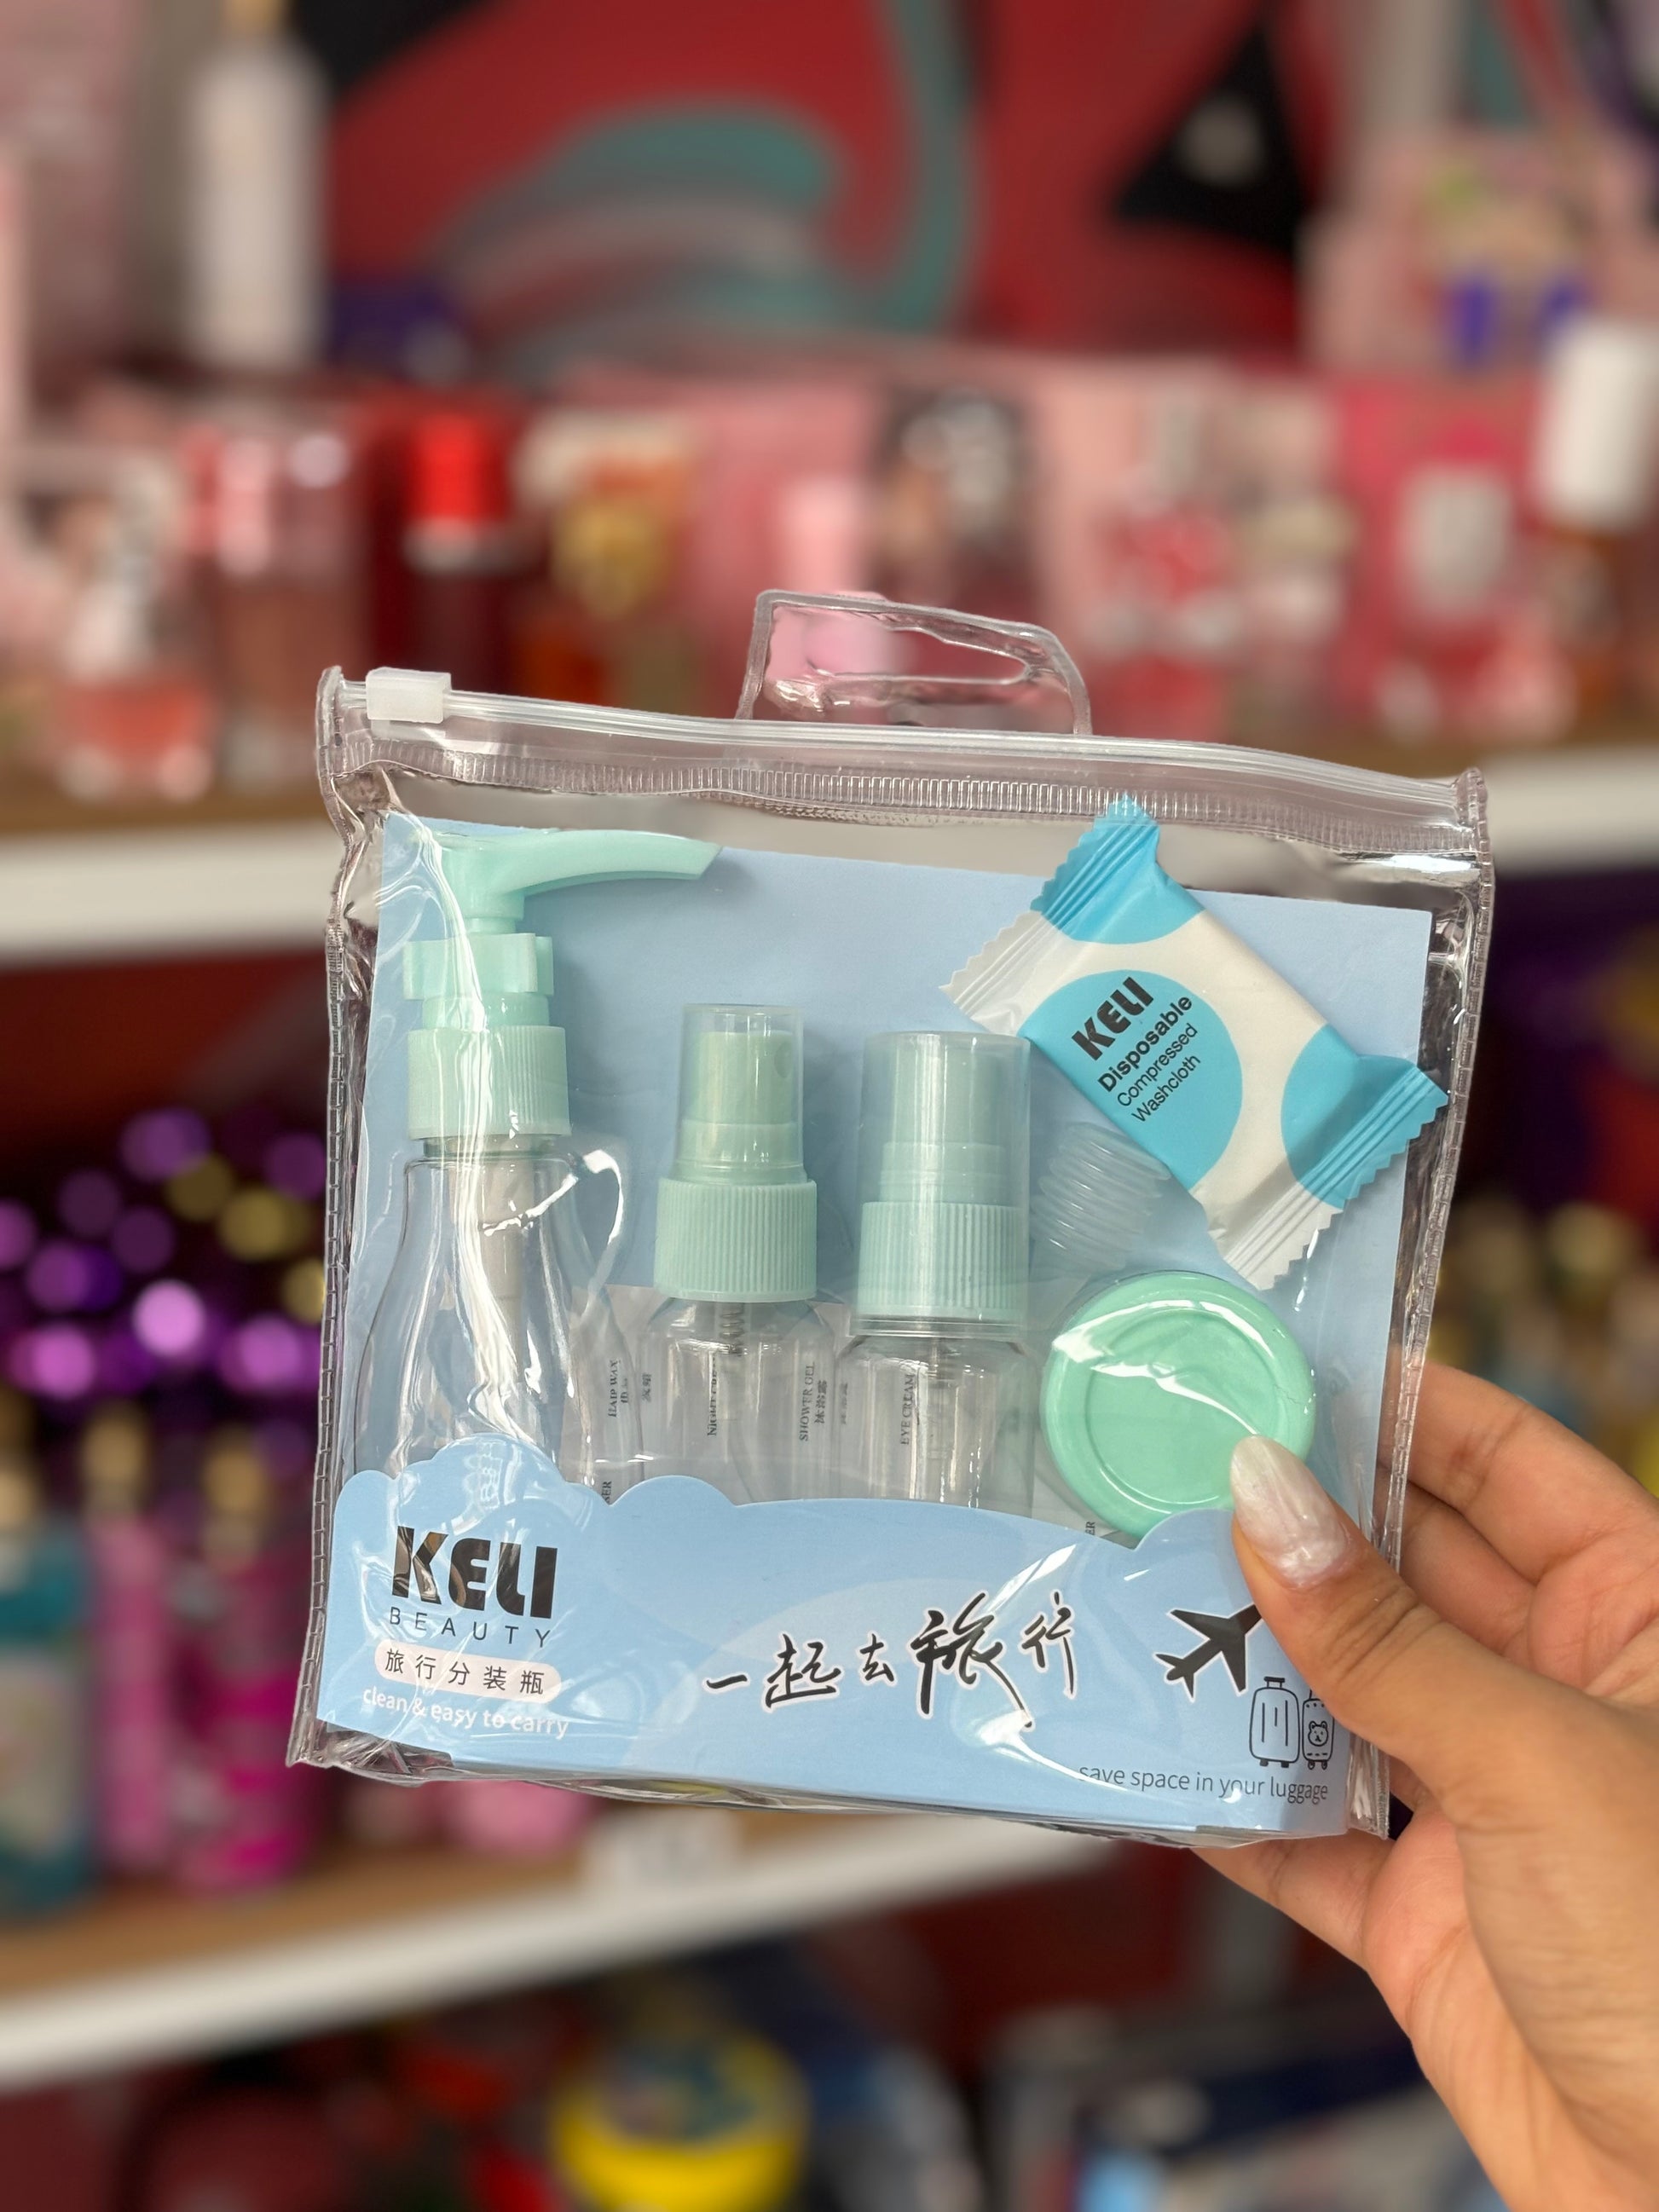 KELI
Disposable
Compressed
Washcloth
SHOWER GEL
沐浴露
EYE CREAM
KELI
BEAUTY
旅行分装瓶
clean & easy to carry
一起去旅行
save space in your luggage